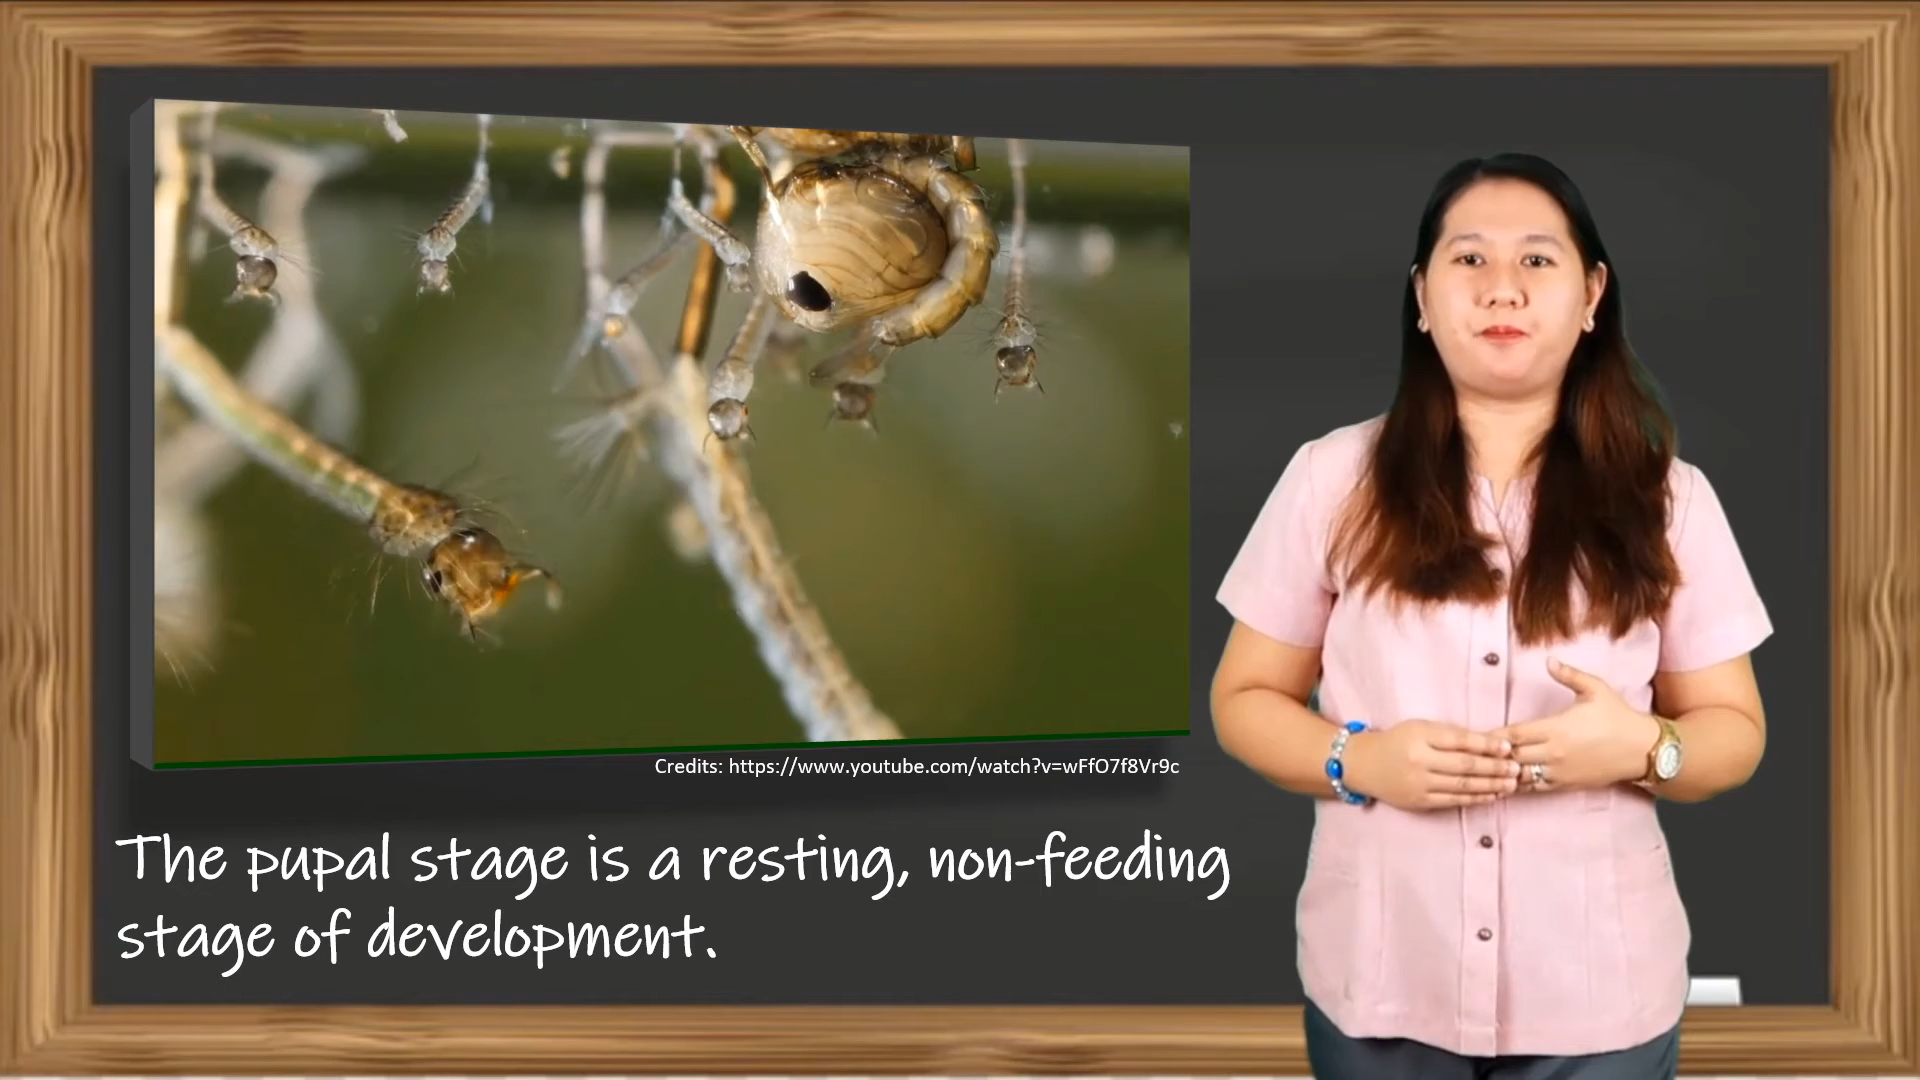 Credits: https://www.youtube.com/watch?v=wFfO7f8Vr9c
The pupal stage is a resting, non-feeding
stage of development.